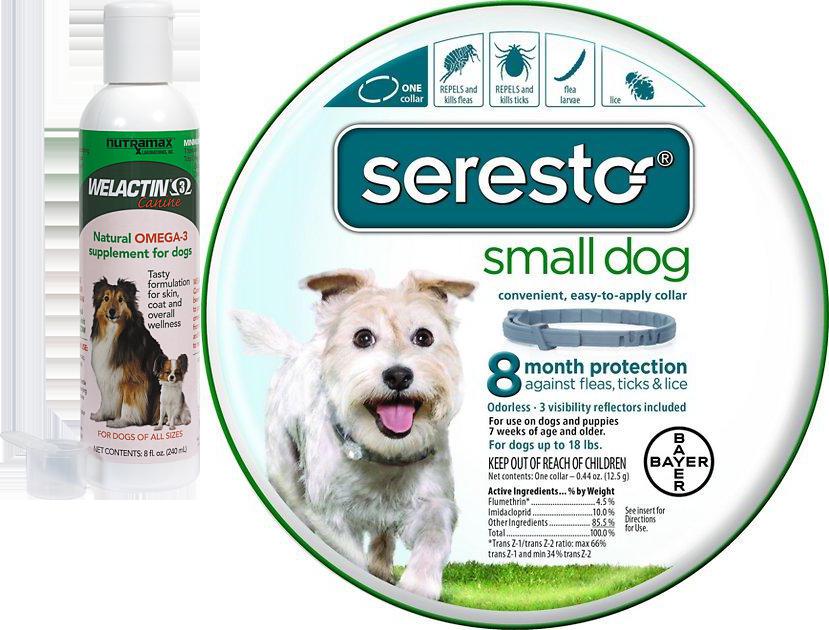 nutramax
LABORATORIES, INC.
WELACTIN 3
Canine
Natural OMEGA-3
supplement for dogs
Tasty
formulation
for skin,
coat and
overall
wellness
FOR DOGS OF ALL SIZES
NET CONTENTS: 8 fl. oz. (240 mL)
ONE
collar
REPELS and
kills fleas
REPELS and
kills ticks
flea
larvae
lice
seresto®
small dog
convenient, easy-to-apply collar
8 month protection
against fleas, ticks & lice
Odorless · 3 visibility reflectors included
For use on dogs and puppies
7 weeks of age and older.
For dogs up to 18 lbs.
KEEP OUT OF REACH OF CHILDREN
Net contents: One collar – 0.44 oz. (12.5 g)
BAYER
BAYER
Active Ingredients... % by Weight
Flumethrin* ........................ 4.5 %
Imidacloprid ....................... 10.0 %
Other Ingredients .................. 85.5 %
Total .............................. 100.0 %
*Trans Z-1/trans Z-2 ratio: max 66%
trans Z-1 and min 34% trans Z-2
See insert for
Directions
for Use.